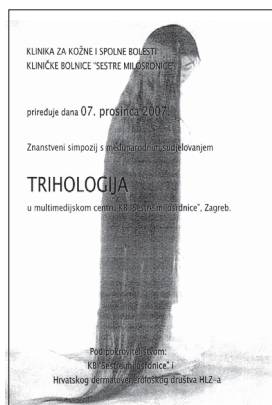 KLINIKA ZA KOŽNE I SPOLNE BOLESTI
KLINIČKE BOLNICE "SESTRE MILOSRDNICE"
priređuje dana 07. prosinca 2007.
Znanstveni simpozij s međunarodnim sudjelovanjem
TRIHOLOGIJA
u multimedijskom centru KB "Sestre milosrdnice", Zagreb.
Pod pokroviteljstvom:
KB "Sestre milosrdnice" i
Hrvatskog dermatovenerološkog društva HLZ-a